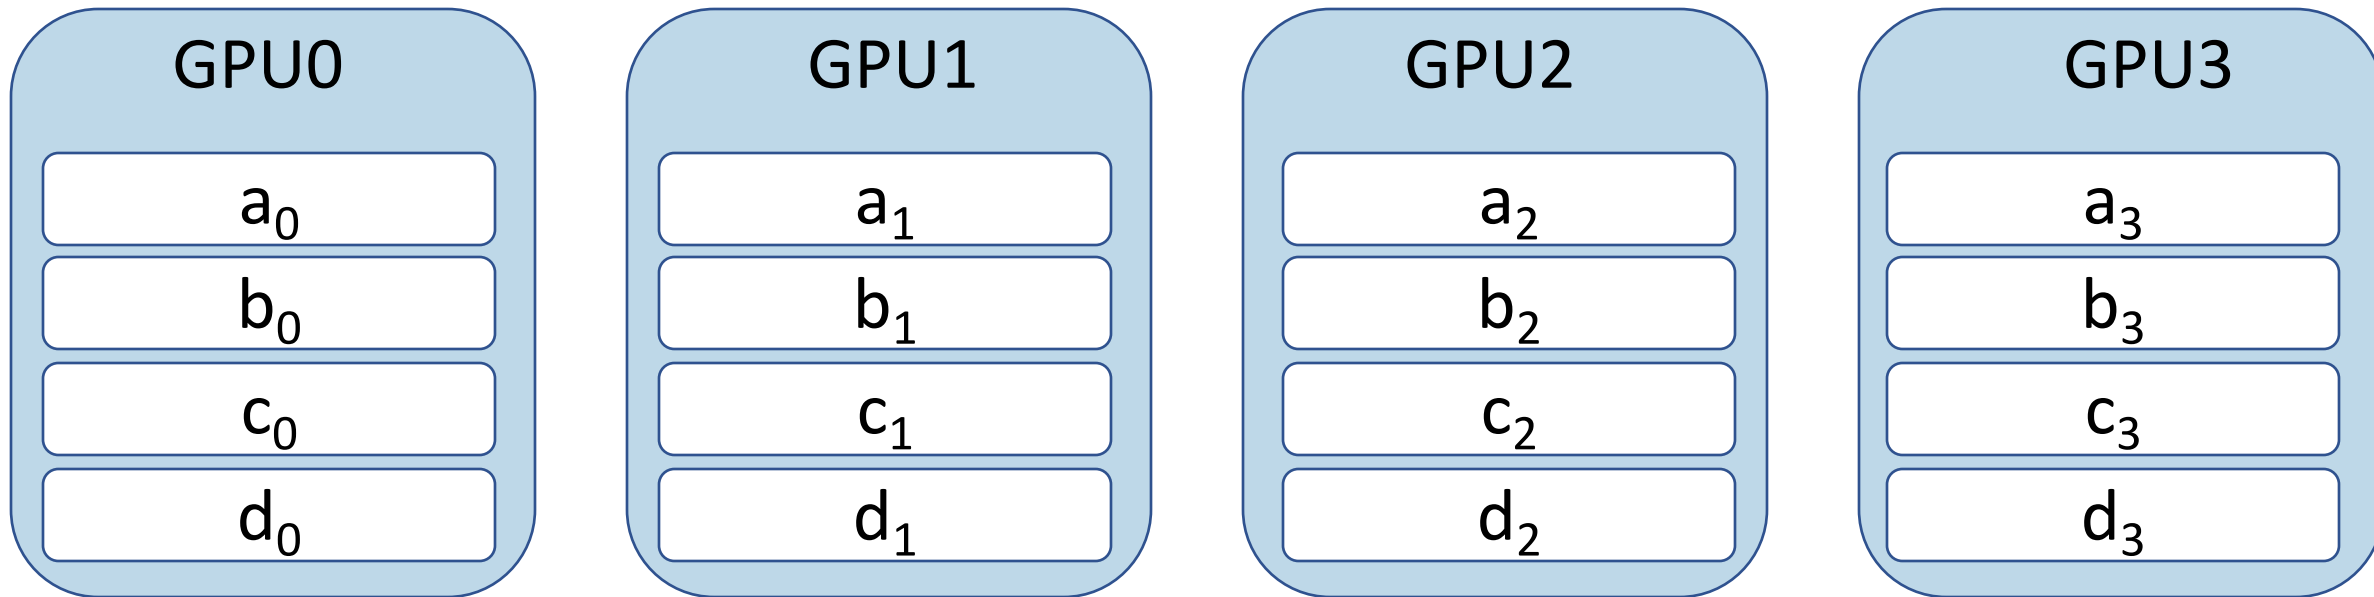 GPU0 GPU1 GPU2 GPU3
a₀ a₁ a₂ a₃
b₀ b₁ b₂ b₃
c₀ c₁ c₂ c₃
d₀ d₁ d₂ d₃